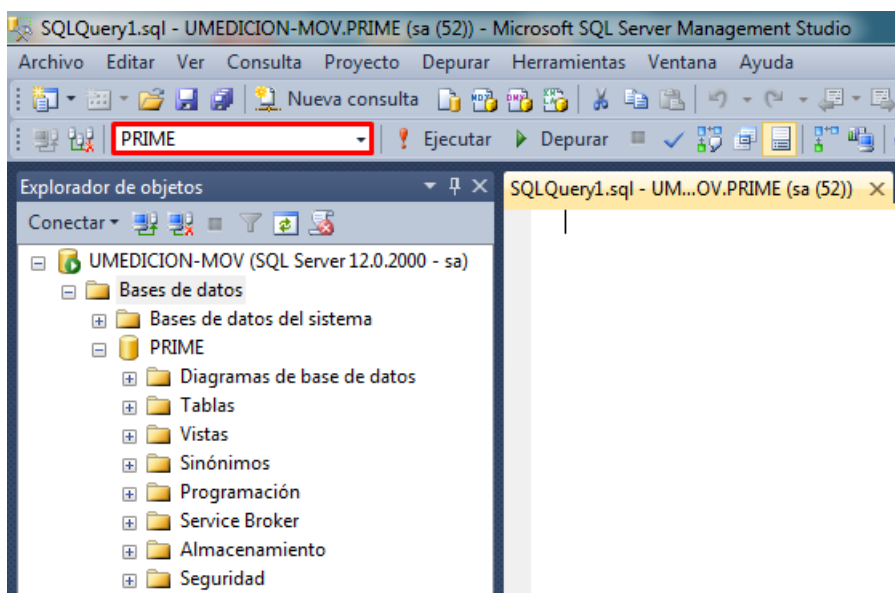 SQLQuery1.sql - UMEDICION-MOV.PRIME (sa (52)) - Microsoft SQL Server Management Studio
Archivo Editar Ver Consulta Proyecto Depurar Herramientas Ventana Ayuda
Nueva consulta
PRIME Ejecutar Depurar
Explorador de objetos
SQLQuery1.sql - UM...OV.PRIME (sa (52))
Conectar
UMEDICION-MOV (SQL Server 12.0.2000 - sa)
Bases de datos
Bases de datos del sistema
PRIME
Diagramas de base de datos
Tablas
Vistas
Sinónimos
Programación
Service Broker
Almacenamiento
Seguridad